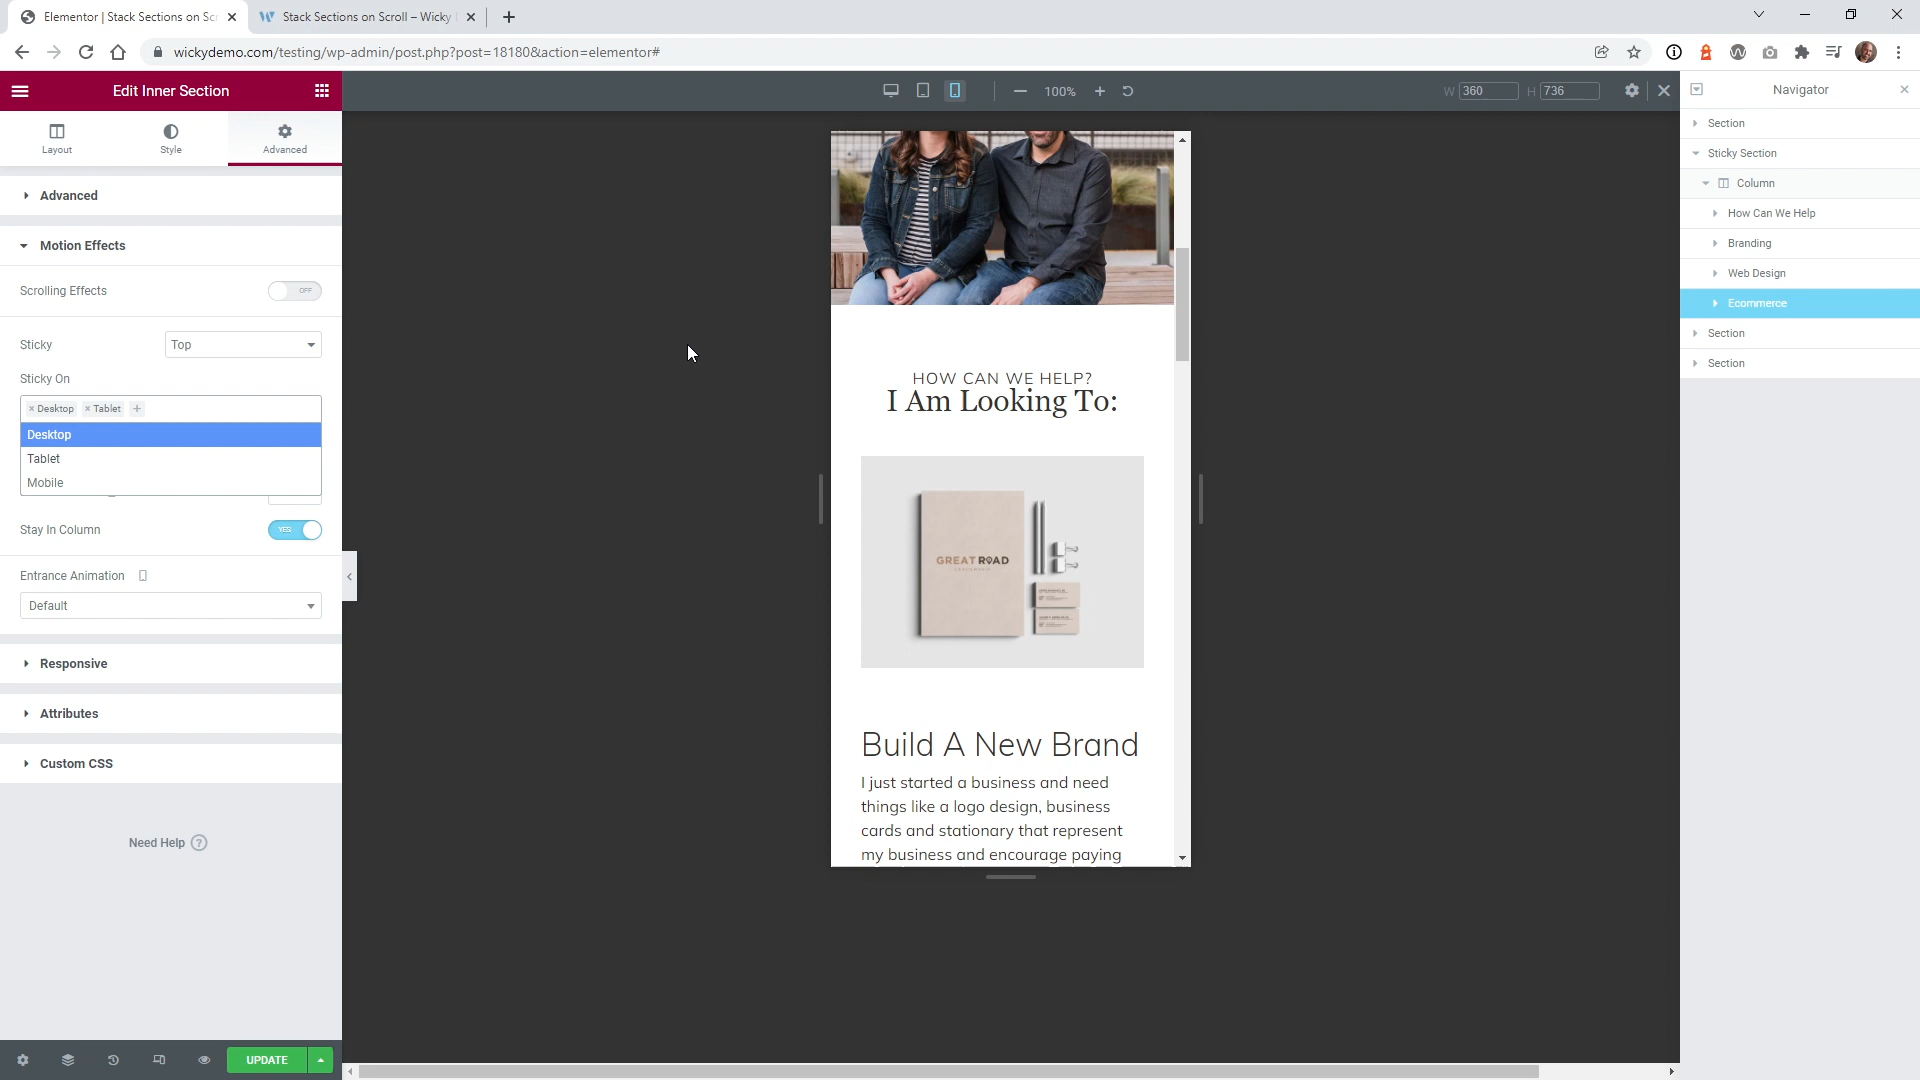 Elementor | Stack Sections on Sc
Stack Sections on Scroll – Wicky
wickydemo.com/testing/wp-admin/post.php?post=18180&action=elementor#
Edit Inner Section
100%
W 360
H 736
Navigator
Layout
Style
Advanced
Section
Sticky Section
Column
How Can We Help
Branding
Web Design
Ecommerce
Section
Section
Advanced
Motion Effects
Scrolling Effects
OFF
Sticky
Top
Sticky On
× Desktop × Tablet +
Desktop
Tablet
Mobile
Stay In Column
YES
Entrance Animation
Default
Responsive
Attributes
Custom CSS
Need Help ?
UPDATE
HOW CAN WE HELP?
I Am Looking To:
GREAT ROAD
Build A New Brand
I just started a business and need
things like a logo design, business
cards and stationary that represent
my business and encourage paying